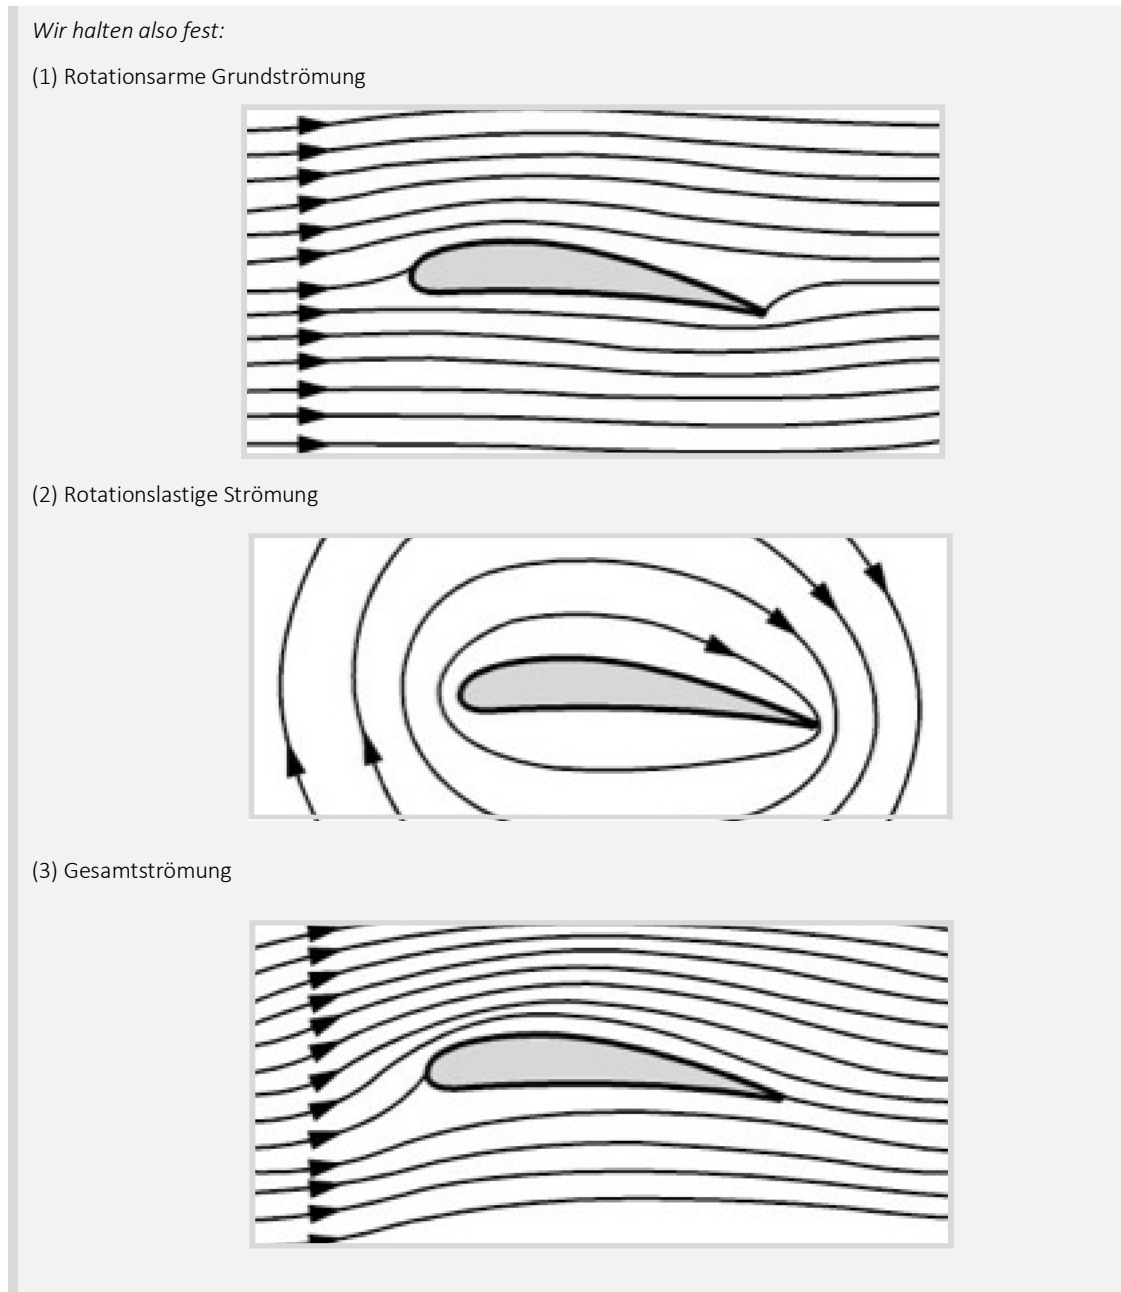 Wir halten also fest:
(1) Rotationsarme Grundströmung
(2) Rotationslastige Strömung
(3) Gesamtströmung